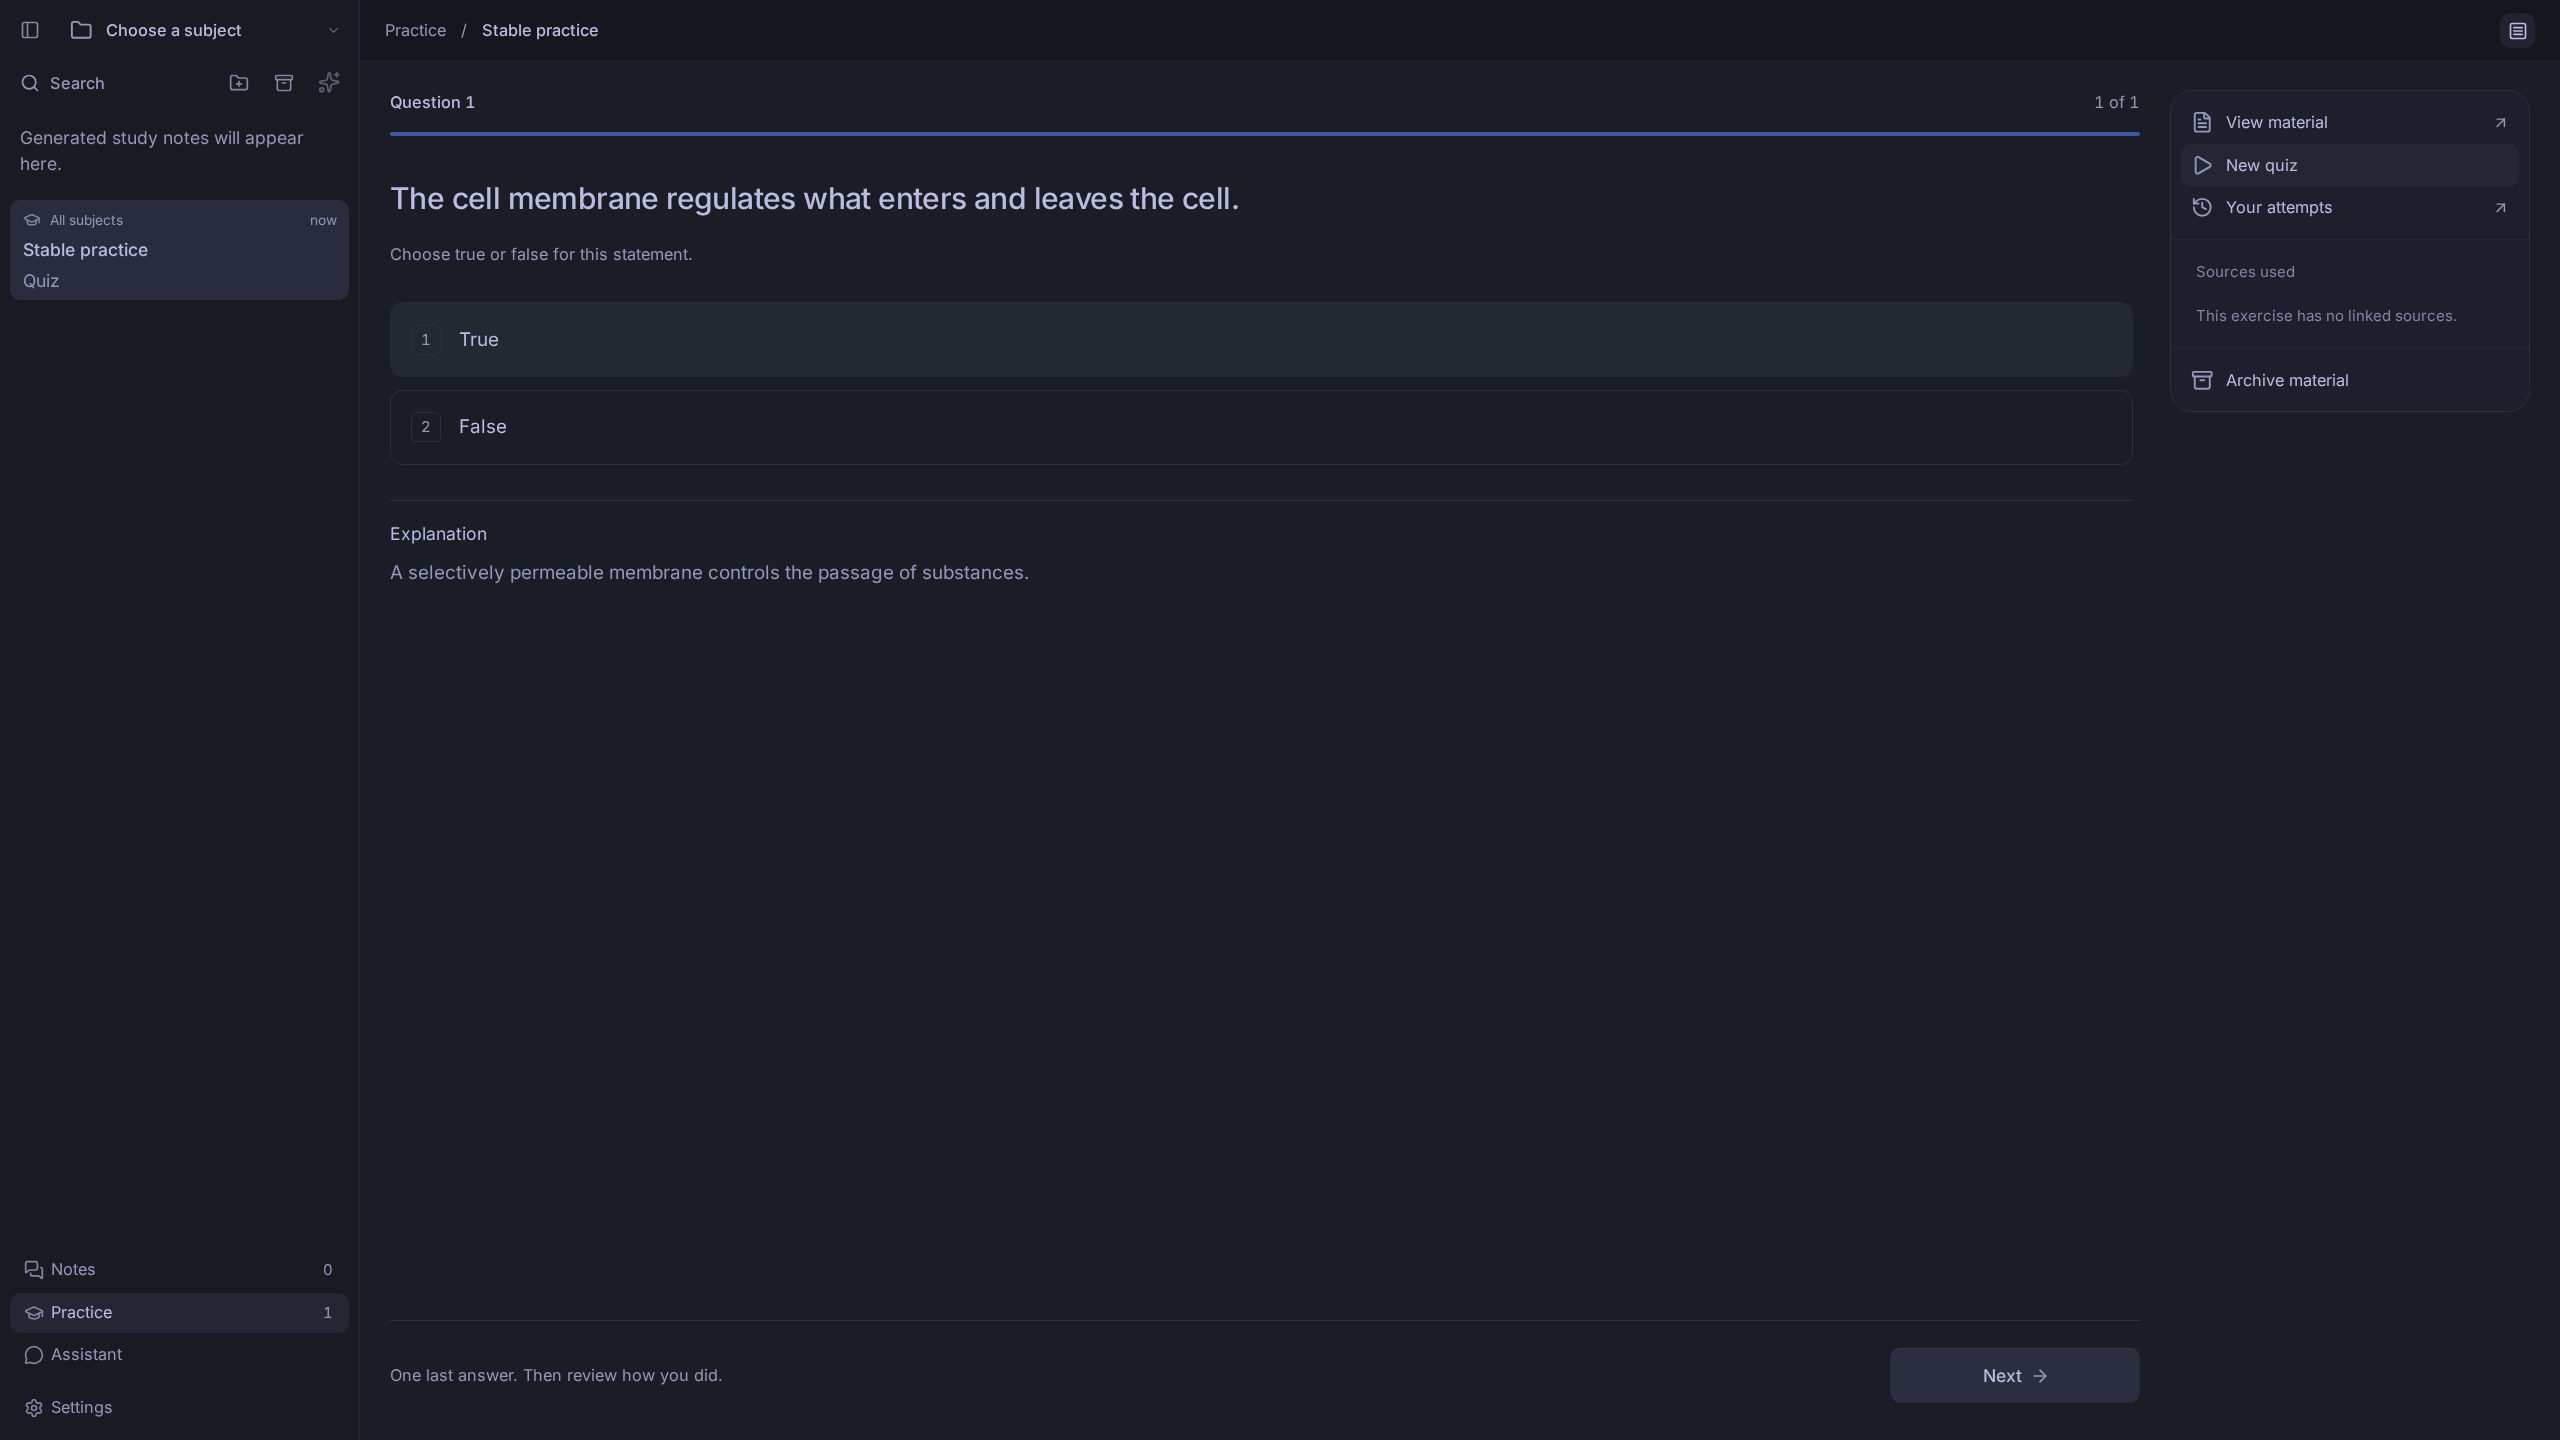 Choose a subject
Search
Generated study notes will appear
here.
All subjects now
Stable practice
Quiz
Notes 0
Practice 1
Assistant
Settings
Practice / Stable practice
Question 1 1 of 1
The cell membrane regulates what enters and leaves the cell.
Choose true or false for this statement.
1 True
2 False
Explanation
A selectively permeable membrane controls the passage of substances.
One last answer. Then review how you did.
Next
View material
New quiz
Your attempts
Sources used
This exercise has no linked sources.
Archive material